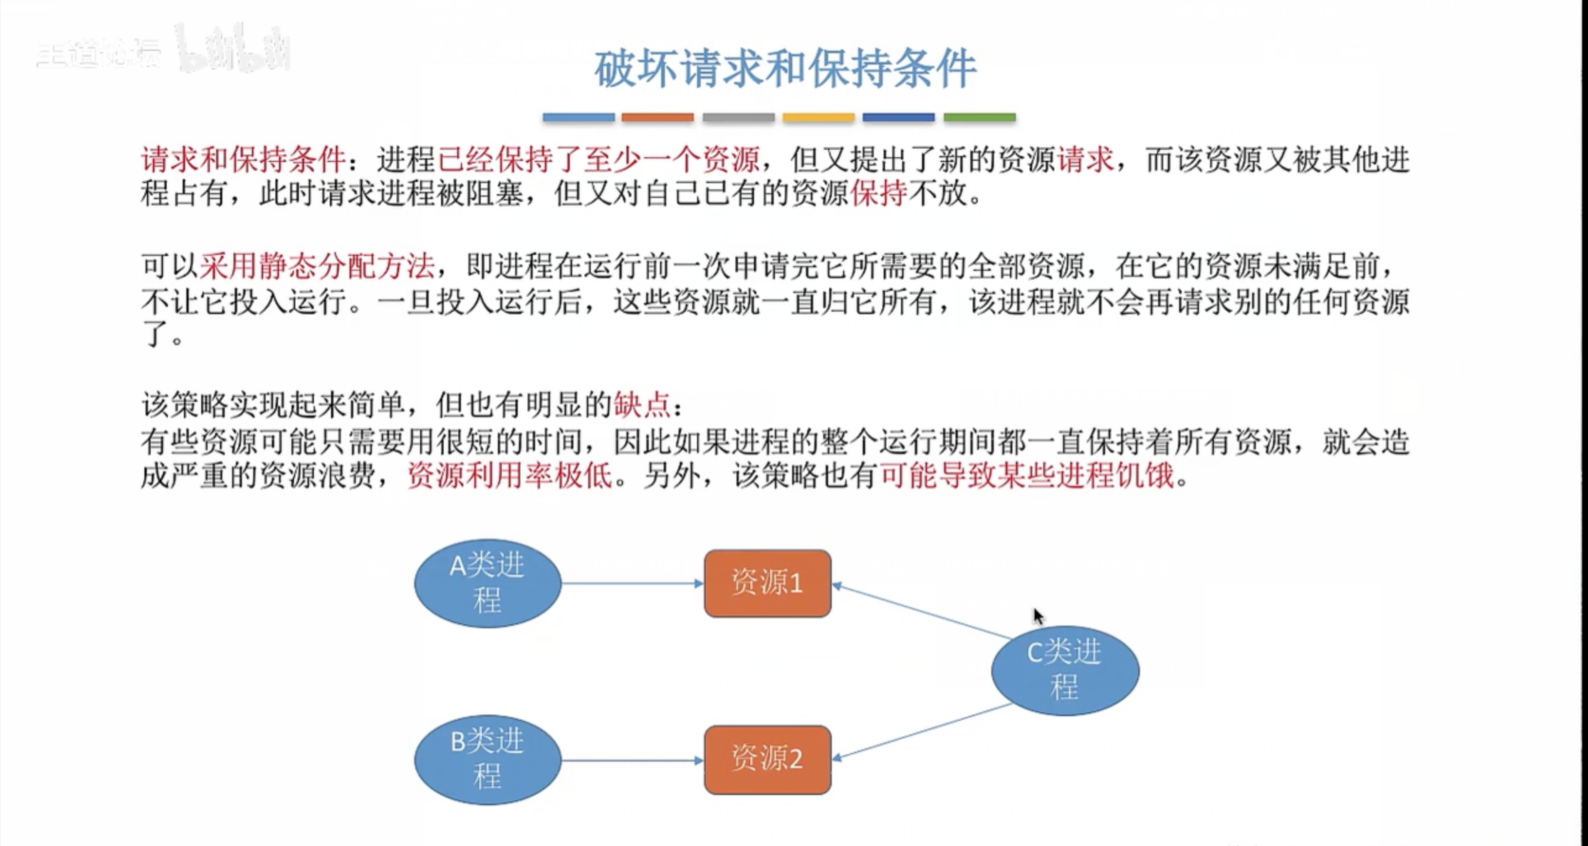 王道论坛 bilibili
破坏请求和保持条件
请求和保持条件：进程已经保持了至少一个资源，但又提出了新的资源请求，而该资源又被其他进
程占有，此时请求进程被阻塞，但又对自己已有的资源保持不放。
可以采用静态分配方法，即进程在运行前一次申请完它所需要的全部资源，在它的资源未满足前，
不让它投入运行。一旦投入运行后，这些资源就一直归它所有，该进程就不会再请求别的任何资源
了。
该策略实现起来简单，但也有明显的缺点：
有些资源可能只需要用很短的时间，因此如果进程的整个运行期间都一直保持着所有资源，就会造
成严重的资源浪费，资源利用率极低。另外，该策略也有可能导致某些进程饥饿。
A类进
程
资源1
C类进
程
B类进
程
资源2